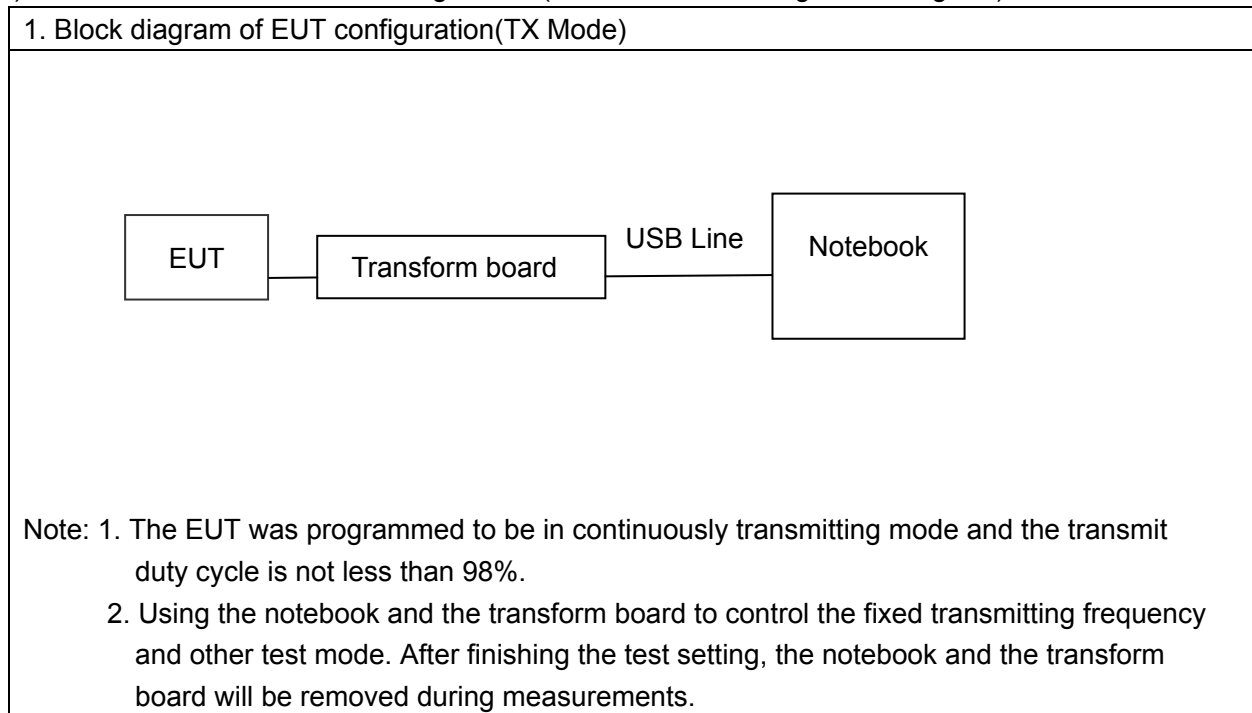 1. Block diagram of EUT configuration(TX Mode)
USB Line
EUT
Transform board
Notebook
Note: 1. The EUT was programmed to be in continuously transmitting mode and the transmit
duty cycle is not less than 98%.
2. Using the notebook and the transform board to control the fixed transmitting frequency
and other test mode. After finishing the test setting, the notebook and the transform
board will be removed during measurements.